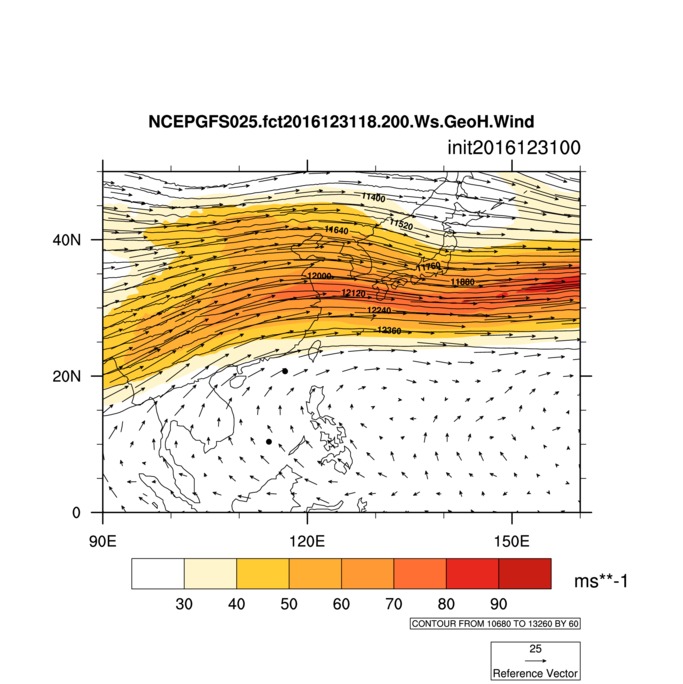 NCEPGFS025.fct2016123118.200.Ws.GeoH.Wind
init2016123100
11400
11520
11640
40N
11760
12000
11880
12120
12240
12360
20N
0
90E 120E 150E
ms**-1
30 40 50 60 70 80 90
CONTOUR FROM 10680 TO 13260 BY 60
25
Reference Vector